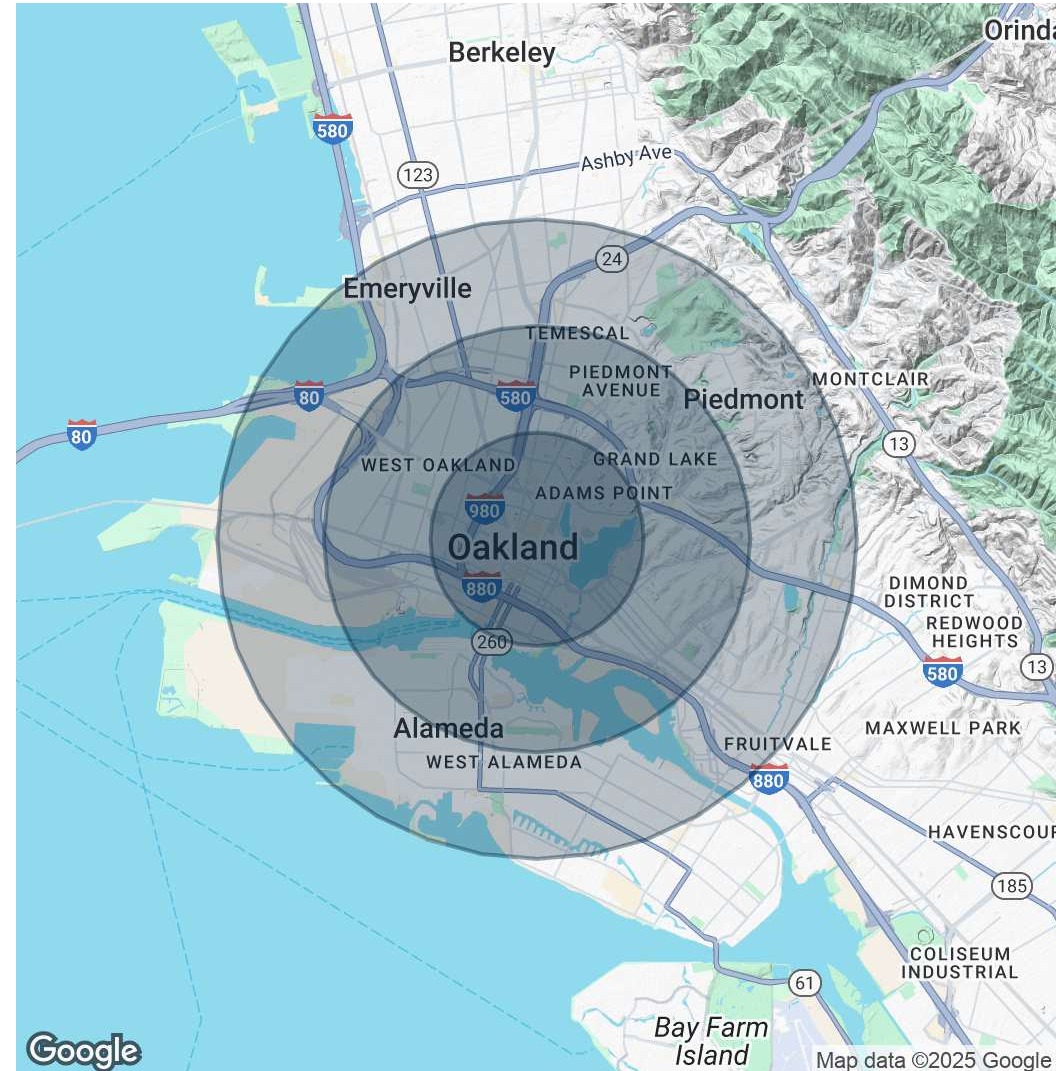 Orinda
Berkeley
580
Ashby Ave
123
24
Emeryville
TEMESCAL
PIEDMONT
AVENUE
MONTCLAIR
80
580
Piedmont
80
13
WEST OAKLAND
GRAND LAKE
ADAMS POINT
980
Oakland
880
DIMOND
DISTRICT
REDWOOD
HEIGHTS
260
13
580
Alameda
MAXWELL PARK
FRUITVALE
WEST ALAMEDA
880
HAVENSCOUR
185
COLISEUM
INDUSTRIAL
61
Bay Farm
Island
Google
Map data ©2025 Google